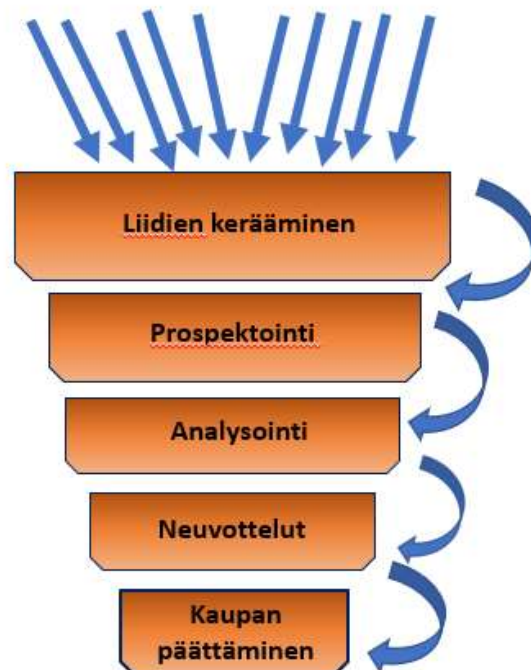 Liidien kerääminen
Prospektointi
Analysointi
Neuvottelut
Kaupan
päättäminen